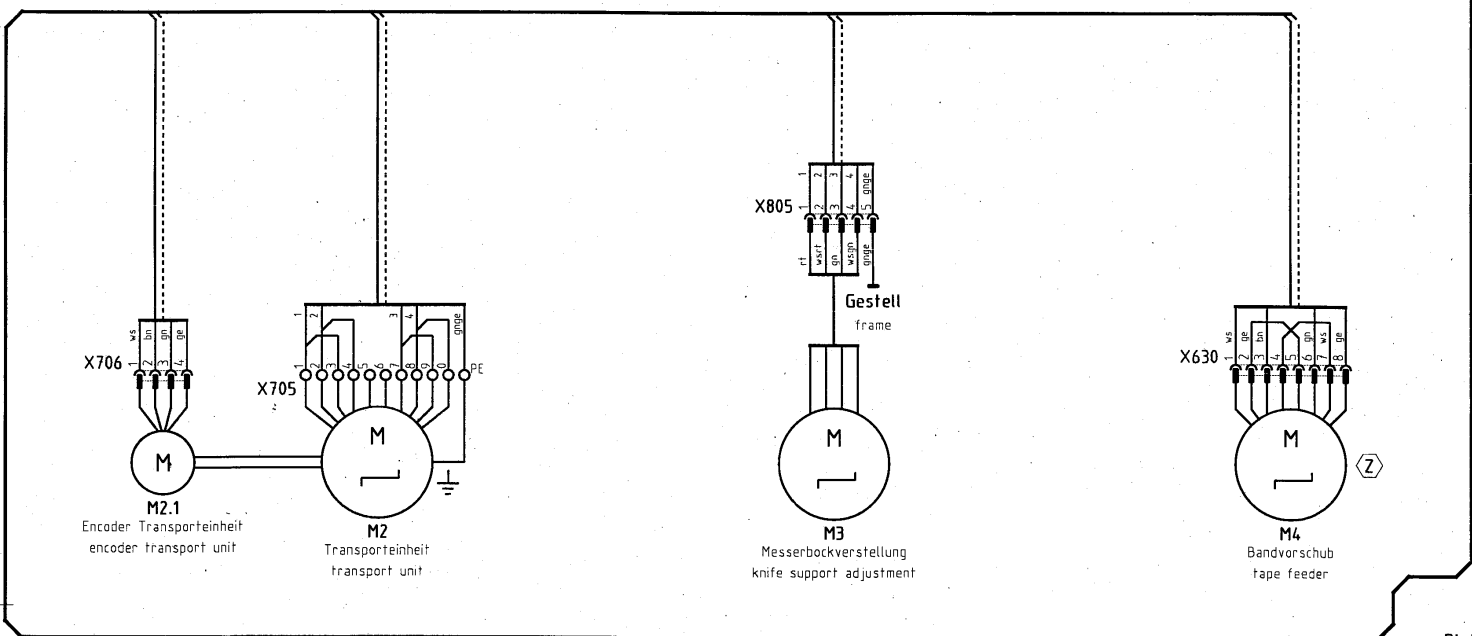 1
2
3
4
gnge
X805
1
2
3
4
5
rt
wsrt
gn
wsgn
gnge
Gestell
frame
ws
bn
gn
ge
X706
1
2
3
4
1
2
3
4
gnge
X705
1
2
3
4
5
6
7
8
9
0
PE
ws
ge
bn
gn
ws
ge
X630
1
2
3
4
5
6
7
8
M
M
M
M
Z
M2.1
Encoder Transporteinheit
encoder transport unit
M2
Transporteinheit
transport unit
M3
Messerbockverstellung
knife support adjustment
M4
Bandvorschub
tape feeder